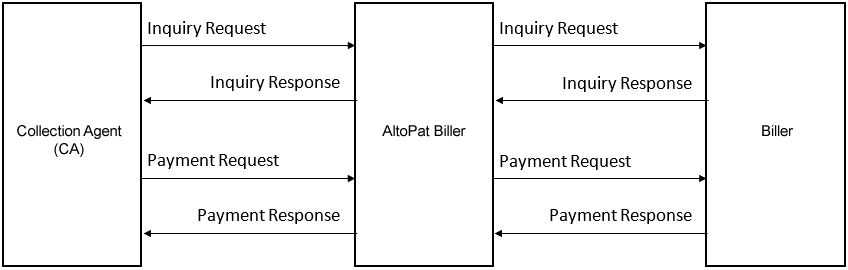 Inquiry Request
Inquiry Request
Inquiry Response
Inquiry Response
Collection Agent
(CA)
AltoPat Biller
Biller
Payment Request
Payment Request
Payment Response
Payment Response